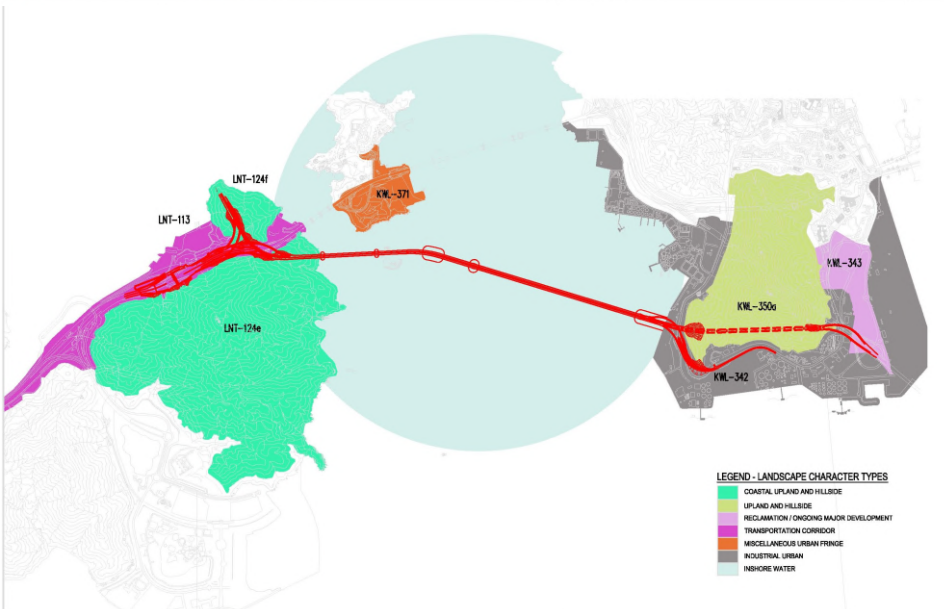 LNT-124f
KWL-371
LNT-113
KWL-343
KWL-350a
LNT-124e
KWL-342
LEGEND - LANDSCAPE CHARACTER TYPES
COASTAL UPLAND AND HILLSIDE
UPLAND AND HILLSIDE
RECLAMATION / ONGOING MAJOR DEVELOPMENT
TRANSPORTATION CORRIDOR
MISCELLANEOUS URBAN FRINGE
INDUSTRIAL URBAN
INSHORE WATER